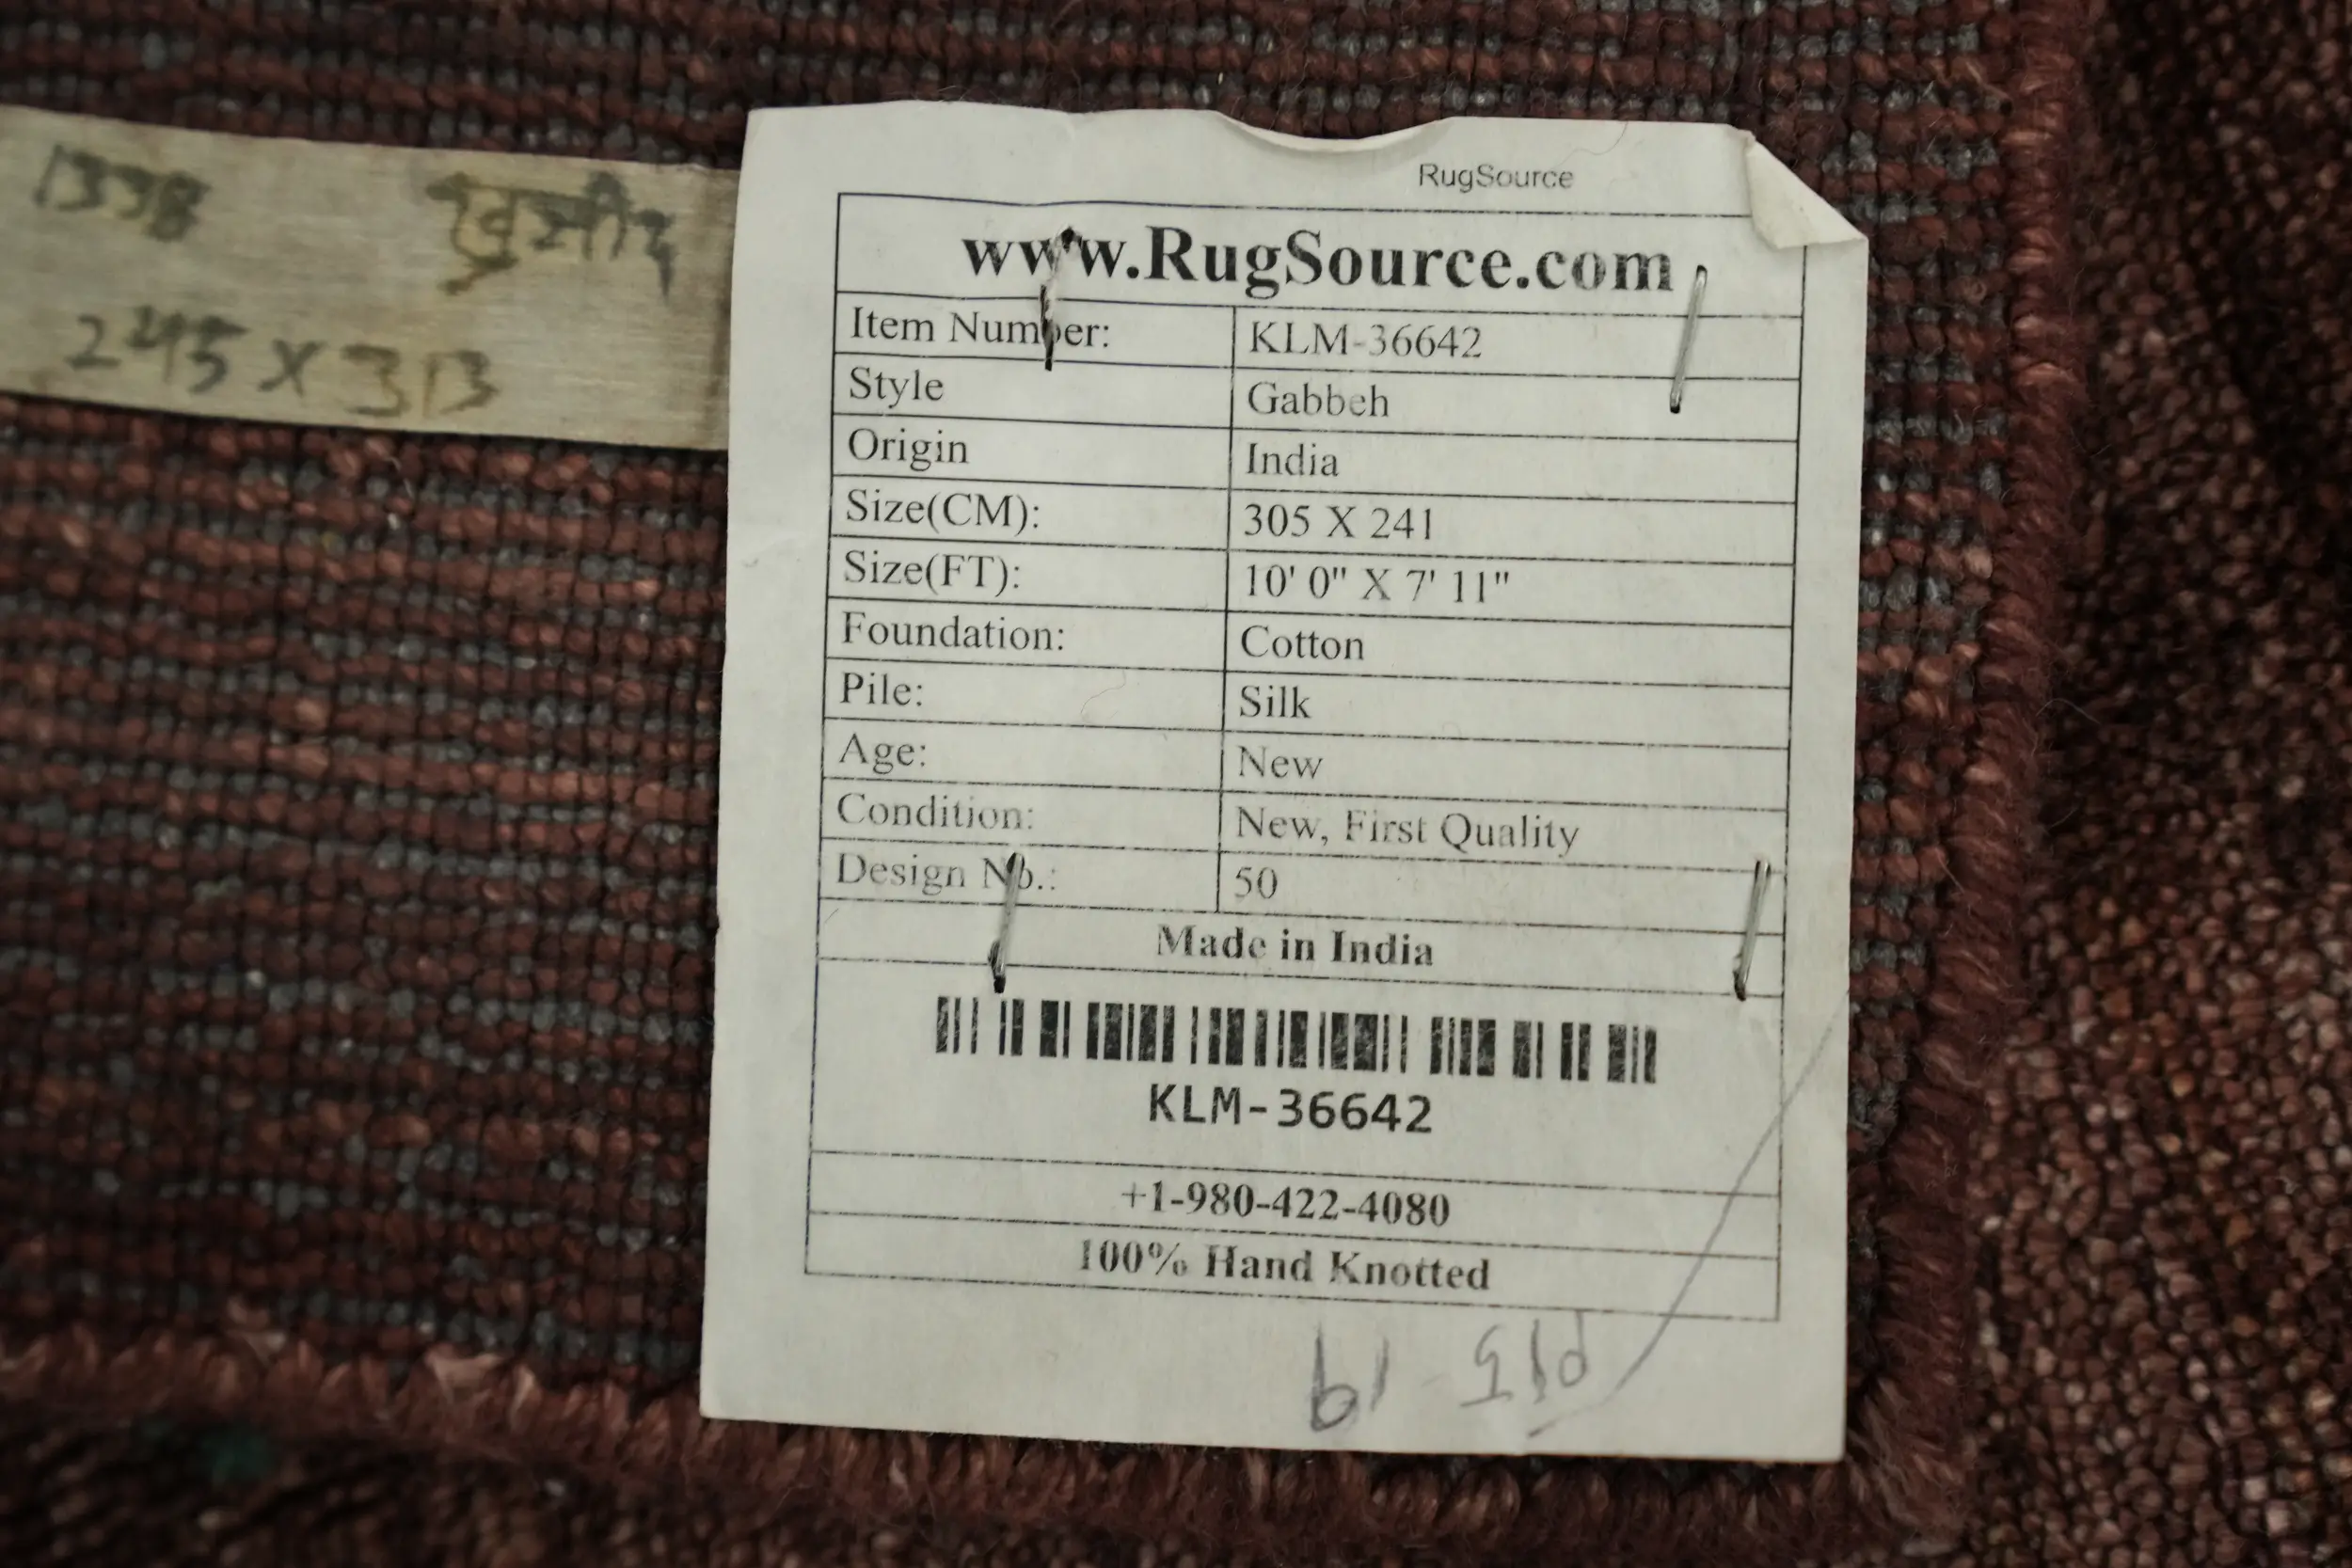 1338
245 X 313
RugSource
www.RugSource.com
Item Number: KLM-36642
Style Gabbeh
Origin India
Size(CM): 305 X 241
Size(FT): 10' 0" X 7' 11"
Foundation: Cotton
Pile: Silk
Age: New
Condition: New, First Quality
Design No.: 50
Made in India
KLM-36642
+1-980-422-4080
100% Hand Knotted